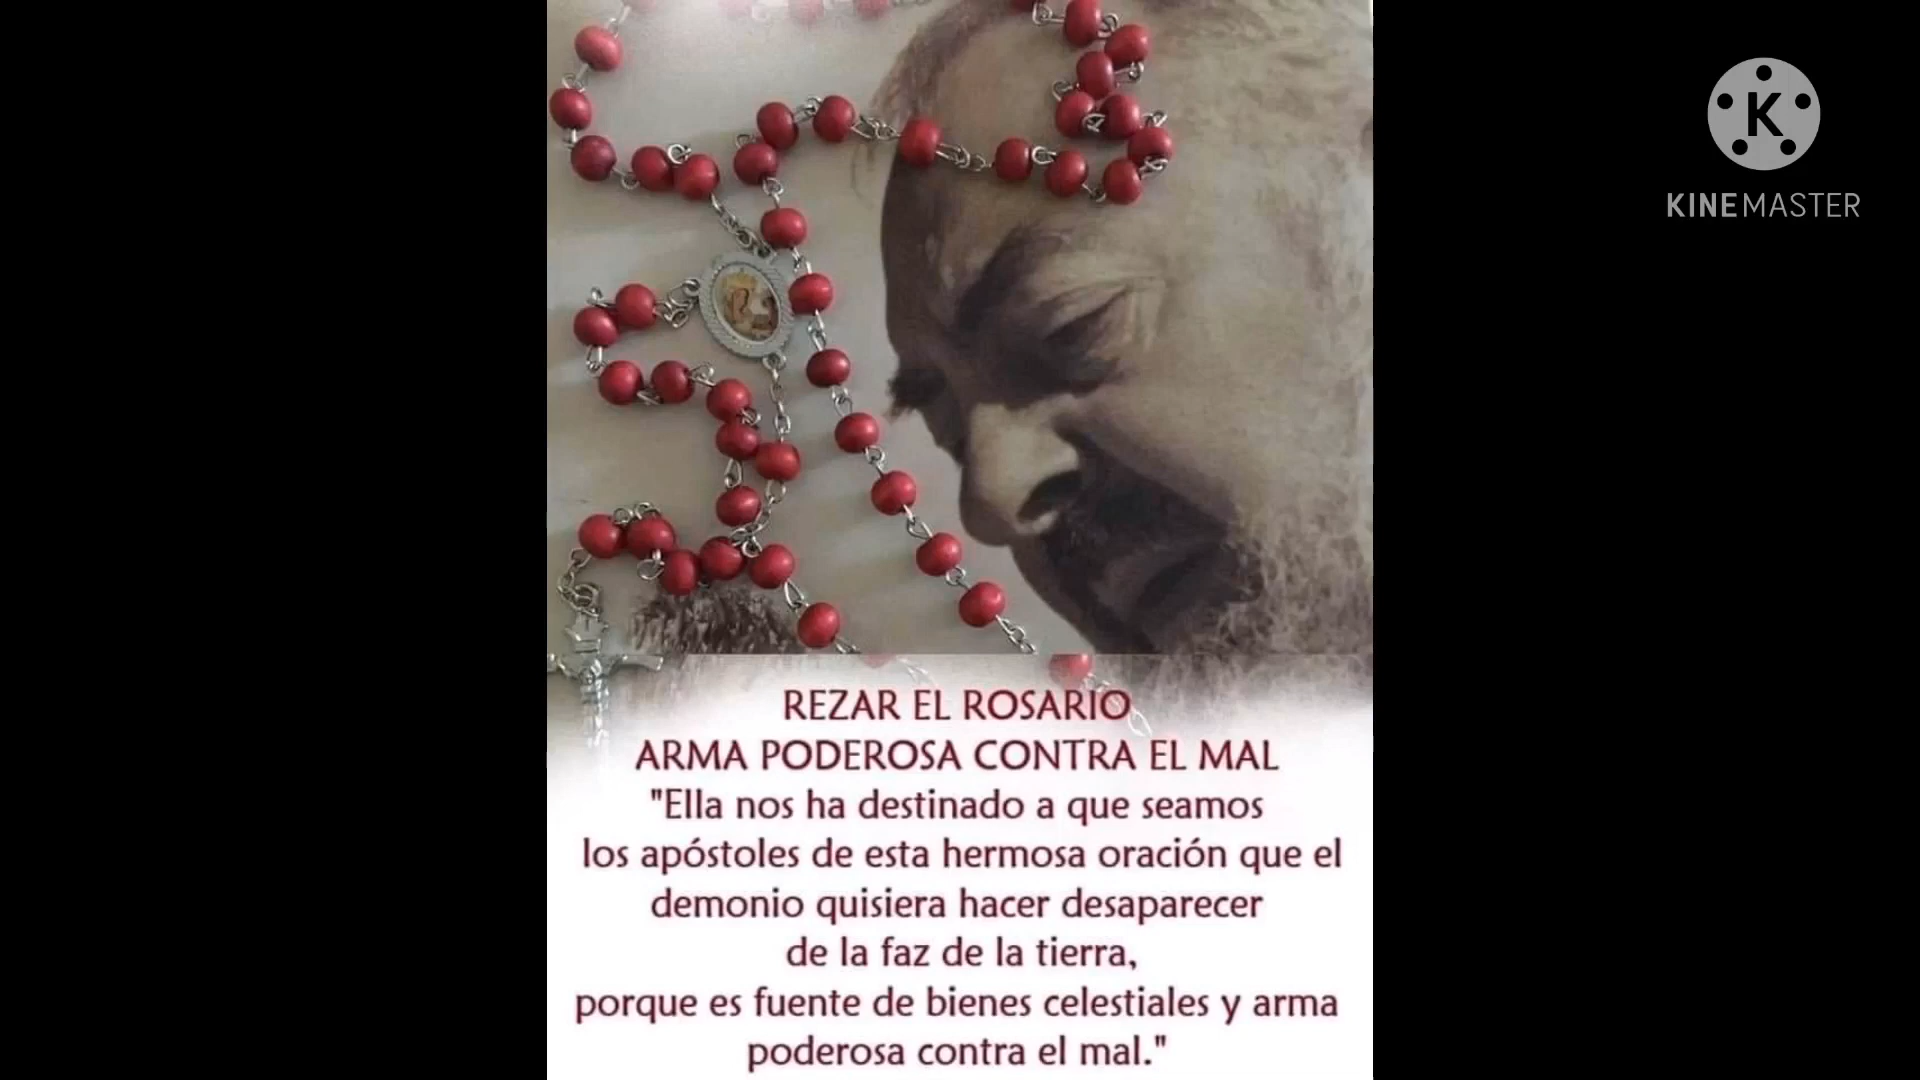 K
KINEMASTER
REZAR EL ROSARIO
ARMA PODEROSA CONTRA EL MAL
"Ella nos ha destinado a que seamos
los apóstoles de esta hermosa oración que el
demonio quisiera hacer desaparecer
de la faz de la tierra,
porque es fuente de bienes celestiales y arma
poderosa contra el mal."